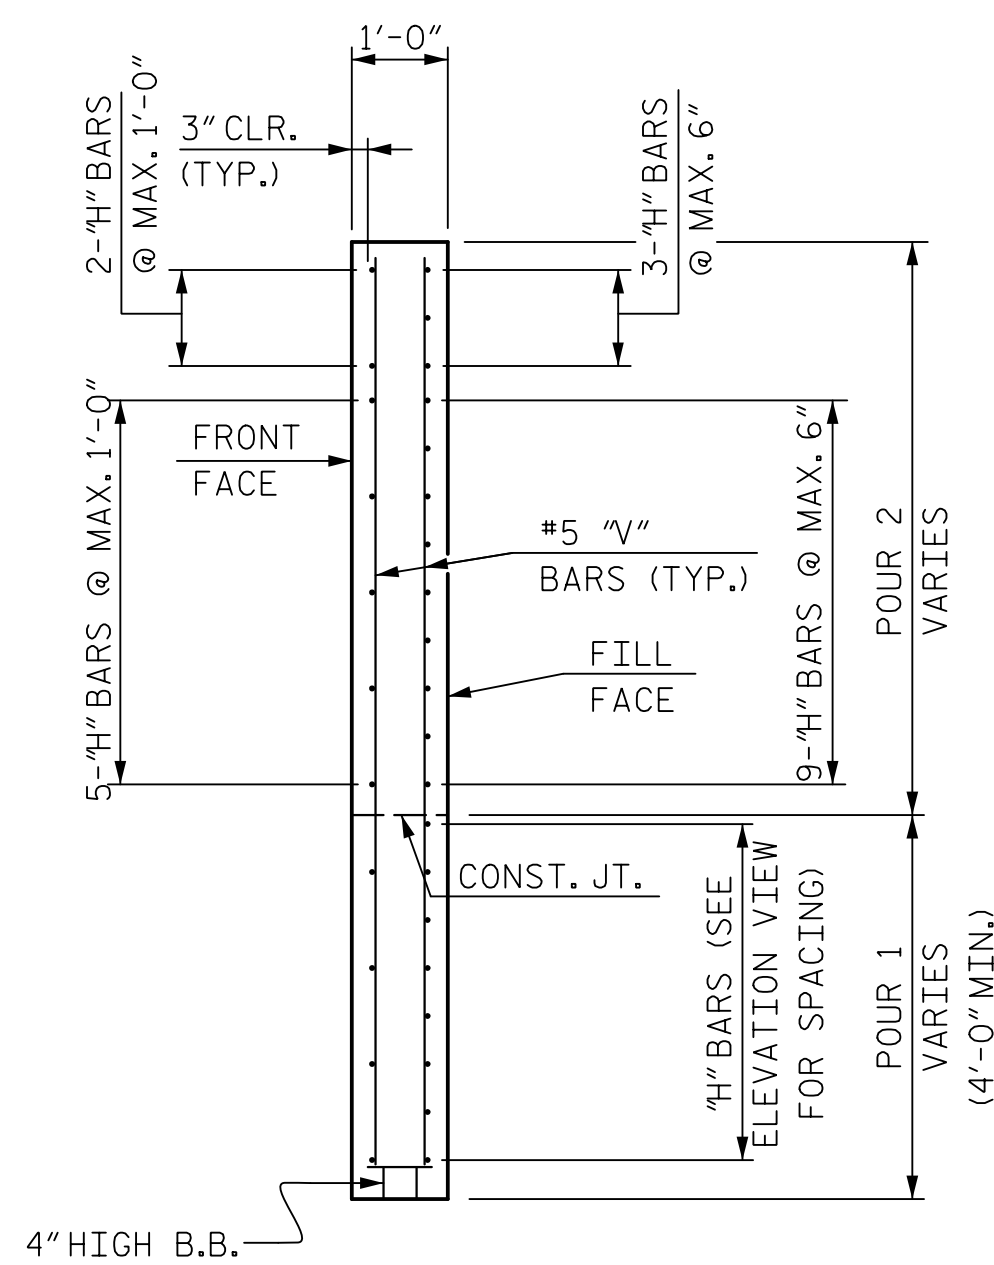 1'-0"
2-"H" BARS
@ MAX. 1'-0"
3" CLR.
(TYP.)
3-"H" BARS
@ MAX. 6"
5-"H" BARS @ MAX. 1'-0"
FRONT
FACE
#5 "V"
BARS (TYP.)
9-"H" BARS @ MAX. 6"
POUR 2
VARIES
FILL
FACE
CONST. JT.
"H" BARS (SEE
ELEVATION VIEW
FOR SPACING)
POUR 1
VARIES
(4'-0" MIN.)
4" HIGH B.B.